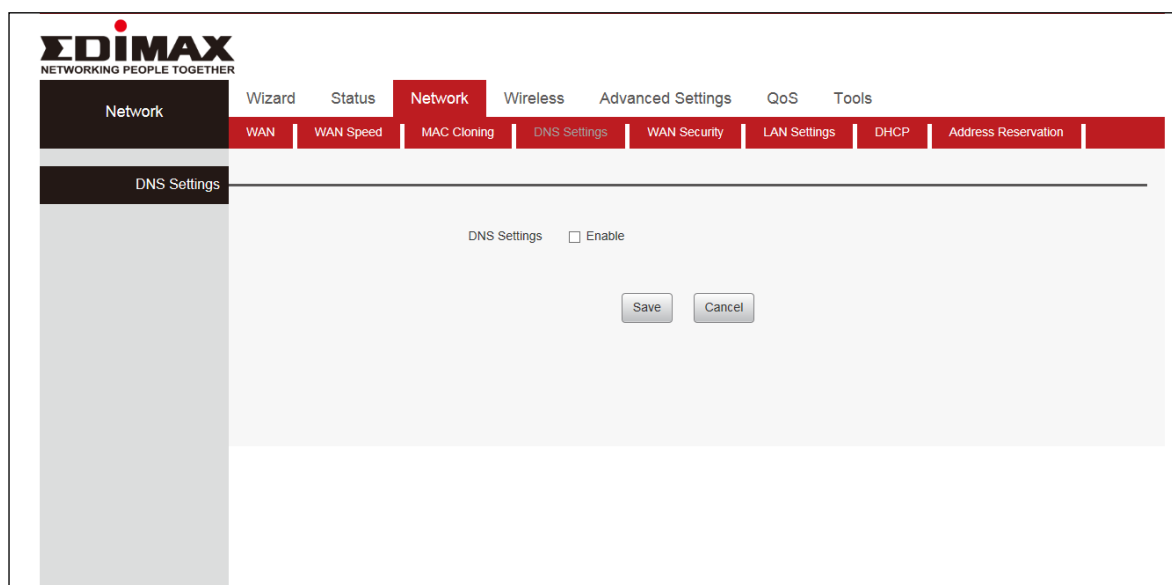 ΣDiMAX
NETWORKING PEOPLE TOGETHER
Network
Wizard Status Network Wireless Advanced Settings QoS Tools
WAN WAN Speed MAC Cloning DNS Settings WAN Security LAN Settings DHCP Address Reservation
DNS Settings
DNS Settings Enable
Save Cancel